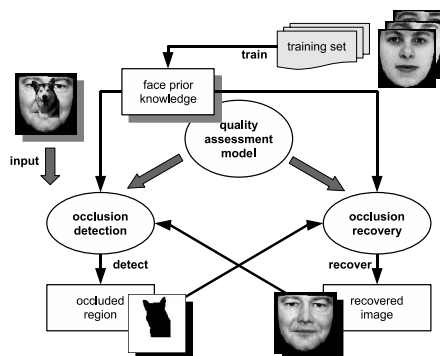 training set
train
face prior
knowledge
quality
assessment
model
input
occlusion
detection
occlusion
recovery
detect
recover
occluded
region
recovered
image